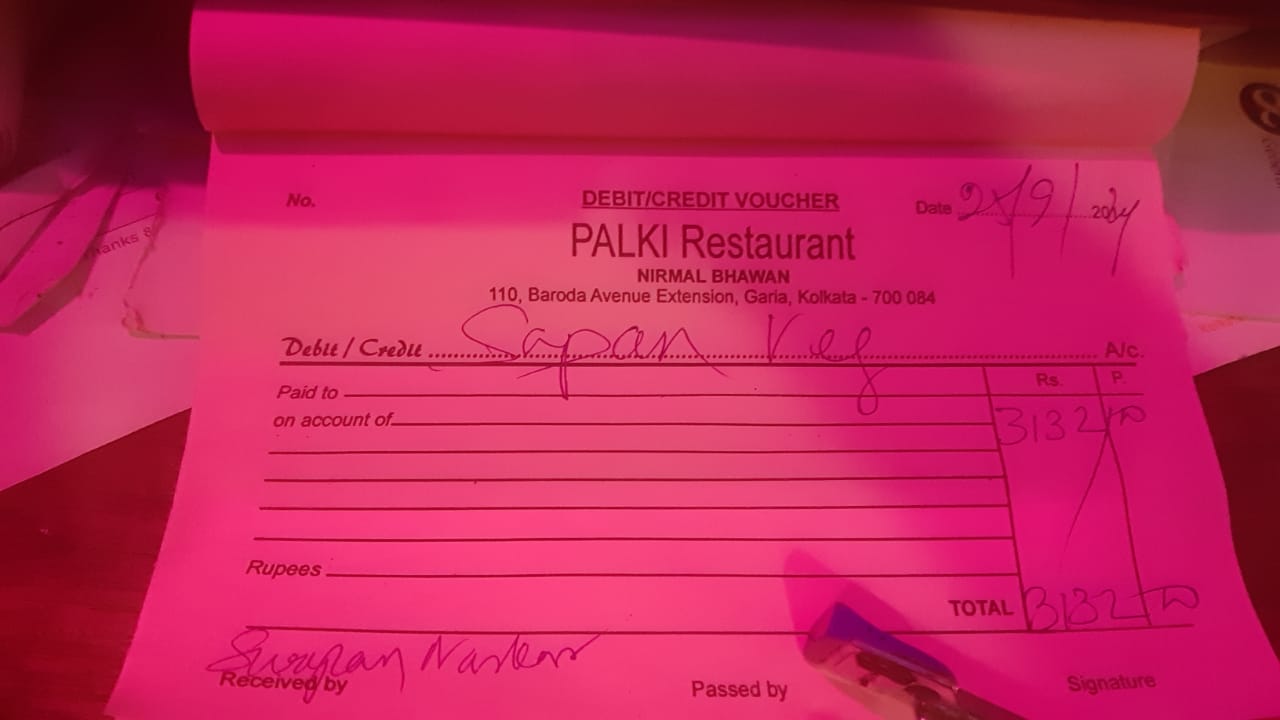 No.
DEBIT/CREDIT VOUCHER
Date 25/9/2024
PALKI Restaurant
NIRMAL BHAWAN
110, Baroda Avenue Extension, Garia, Kolkata - 700 084
Debit / Credit Sapan Veg A/c.
Rs. P.
Paid to
on account of 3132/00
Rupees
TOTAL 3132/00
Swapan Naskar
Received by Passed by Signature
Thanks &